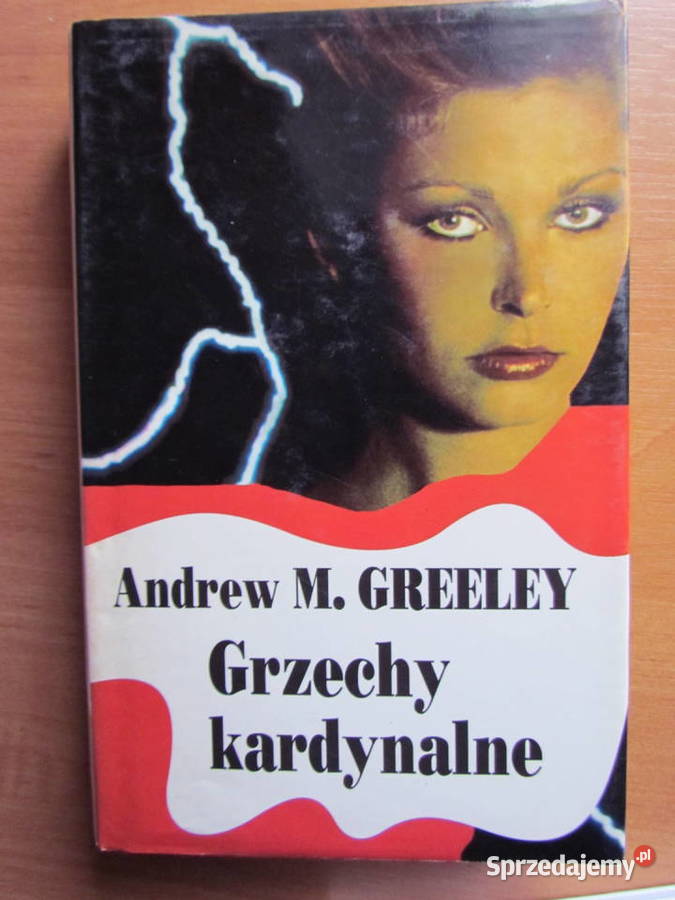 Andrew M. GREELEY
Grzechy
kardynalne
Sprzedajemy.pl